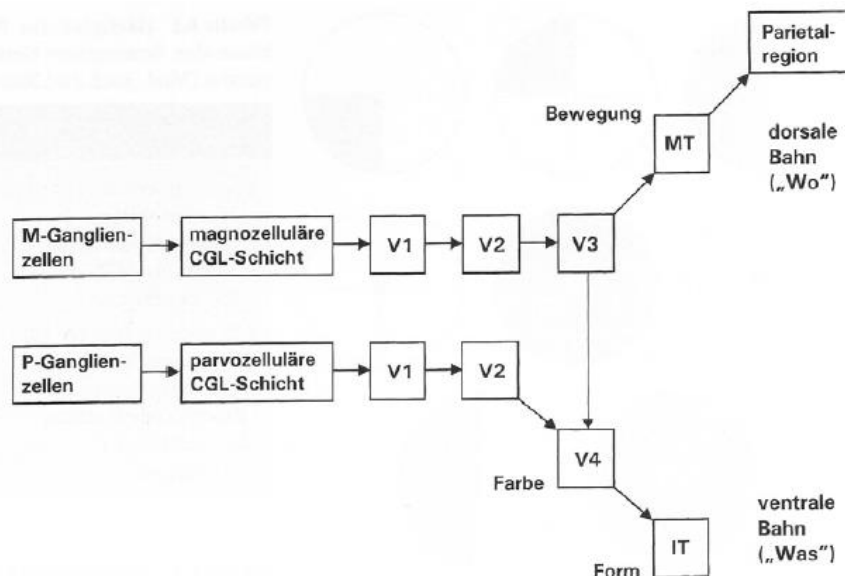 Parietal-
region
Bewegung
MT
dorsale
Bahn
(„Wo")
M-Ganglien-
zellen
magnozelluläre
CGL-Schicht
V1
V2
V3
P-Ganglien-
zellen
parvozelluläre
CGL-Schicht
V1
V2
V4
Farbe
IT
Form
ventrale
Bahn
(„Was")